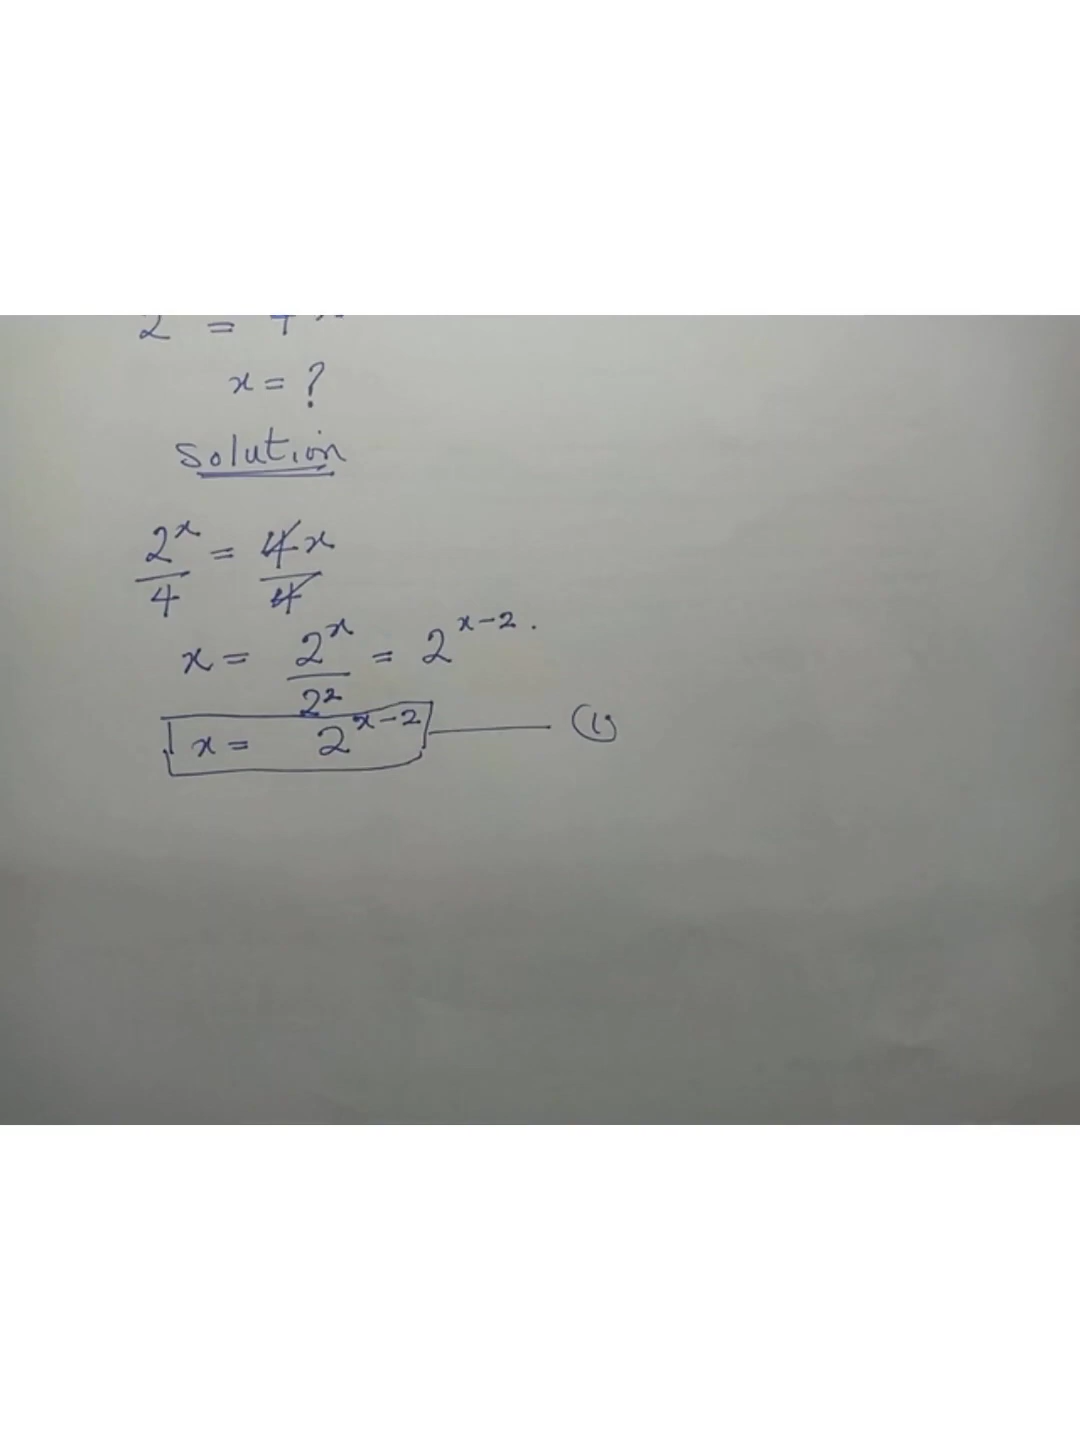 x = ?
Solution
2^x/4 = 4x/4
x = 2^x/2^2 = 2^(x-2).
x = 2^(x-2) —— (1)